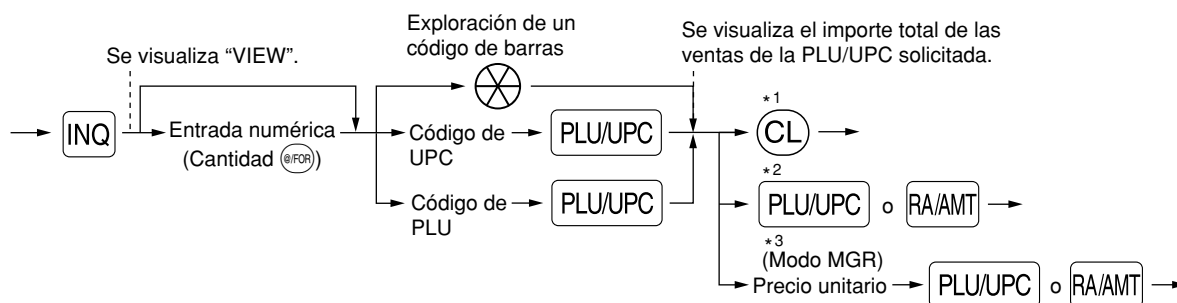 Exploración de un
código de barras
Se visualiza el importe total de las
ventas de la PLU/UPC solicitada.
Se visualiza “VIEW”.
INQ
Entrada numérica
(Cantidad @/FOR)
Código de
UPC
PLU/UPC
*1
CL
Código de
PLU
PLU/UPC
*2
PLU/UPC o RA/AMT
*3
(Modo MGR)
Precio unitario PLU/UPC o RA/AMT